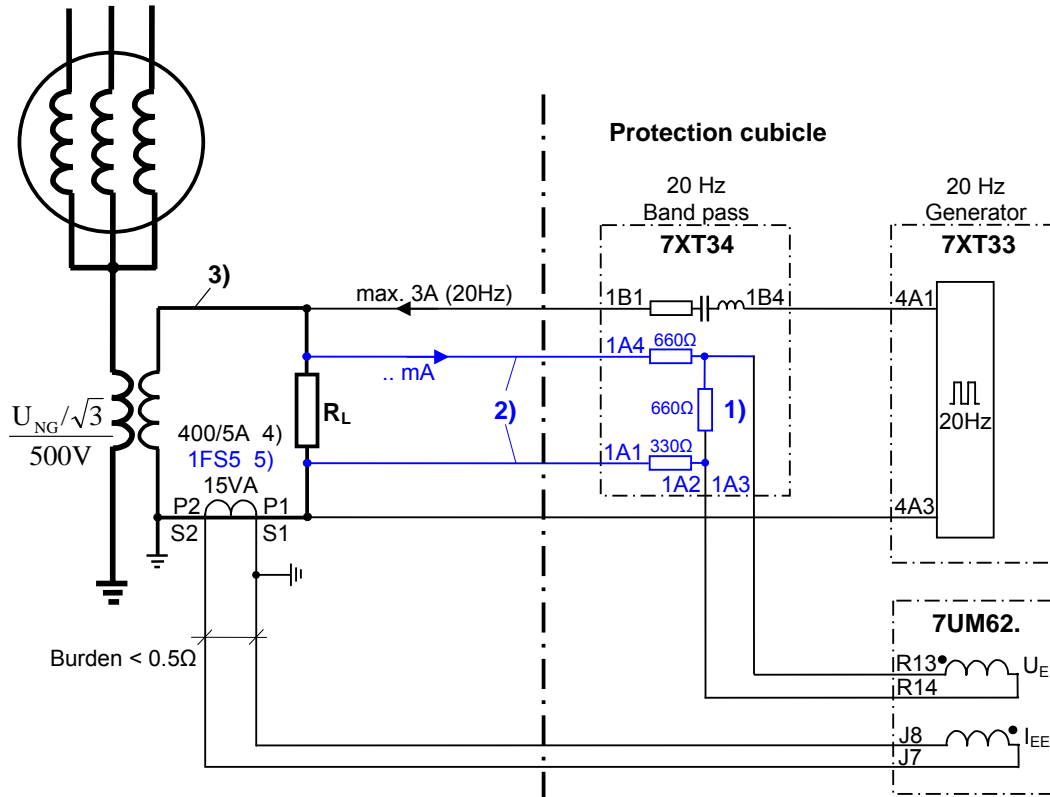 Protection cubicle
20 Hz
Band pass
7XT34
20 Hz
Generator
7XT33
3)
max. 3A (20Hz)
1B1
1B4
4A1
1A4
660Ω
.. mA
2)
660Ω
1)
20Hz
R_L
U_NG/√3
500V
400/5A 4)
1FS5 5)
15VA
1A1
330Ω
1A2
1A3
P2
P1
S2
S1
4A3
Burden < 0.5Ω
7UM62.
R13
U_E
R14
J8
I_EE
J7